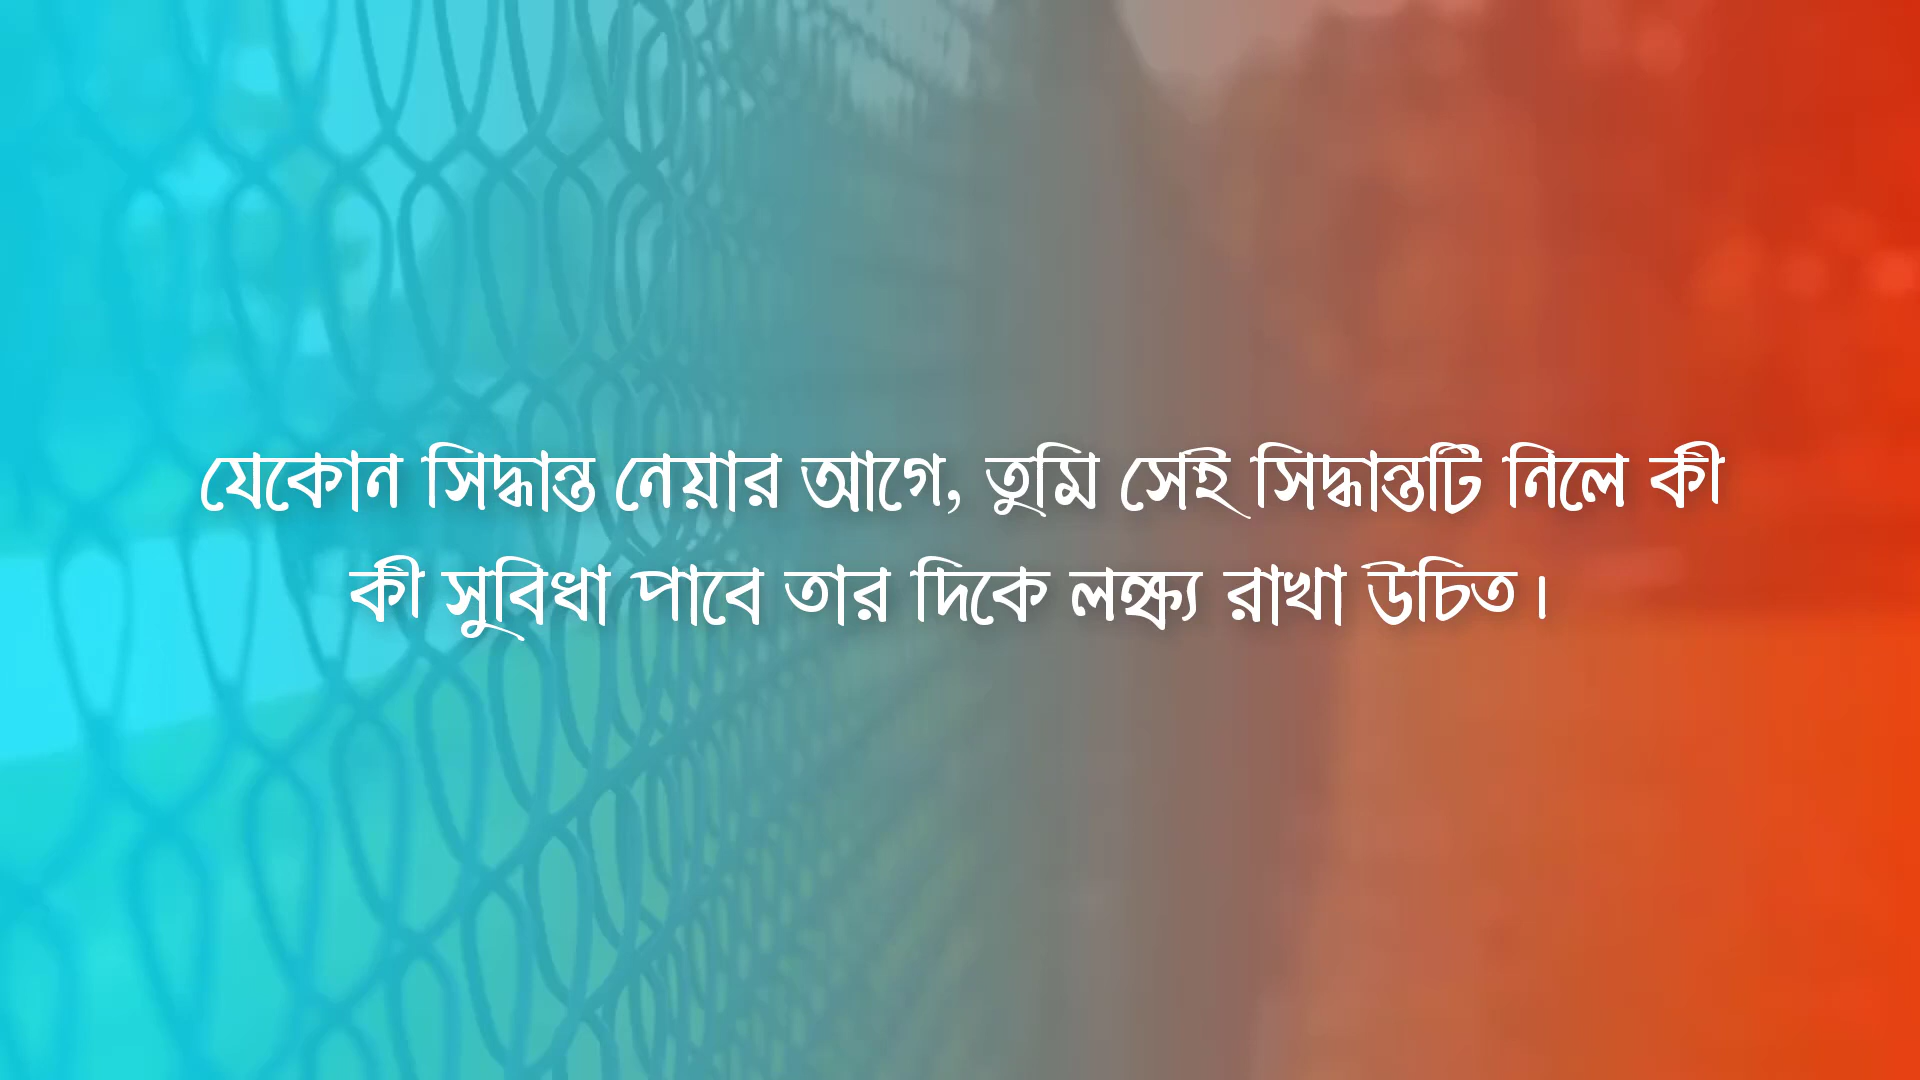 যেকোন সিদ্ধান্ত নেয়ার আগে, তুমি সেই সিদ্ধান্তটি নিলে কী
কী সুবিধা পাবে তার দিকে লক্ষ্য রাখা উচিত।